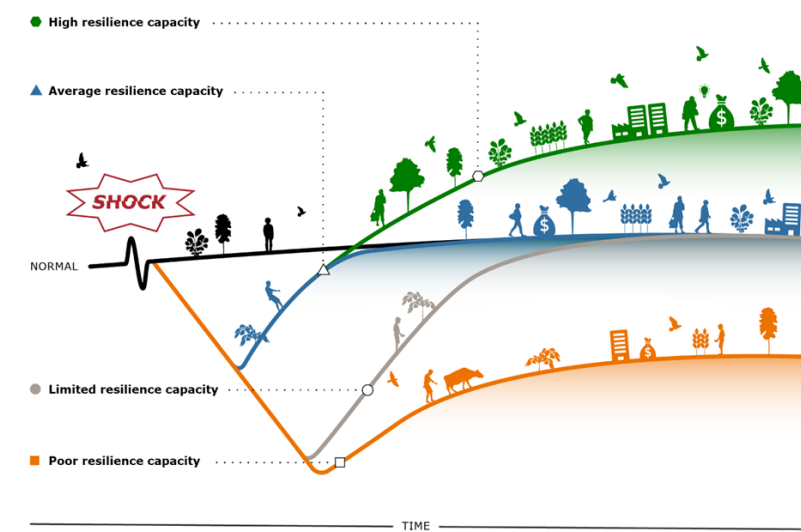 High resilience capacity
Average resilience capacity
SHOCK
$
$
NORMAL
$
Limited resilience capacity
Poor resilience capacity
TIME